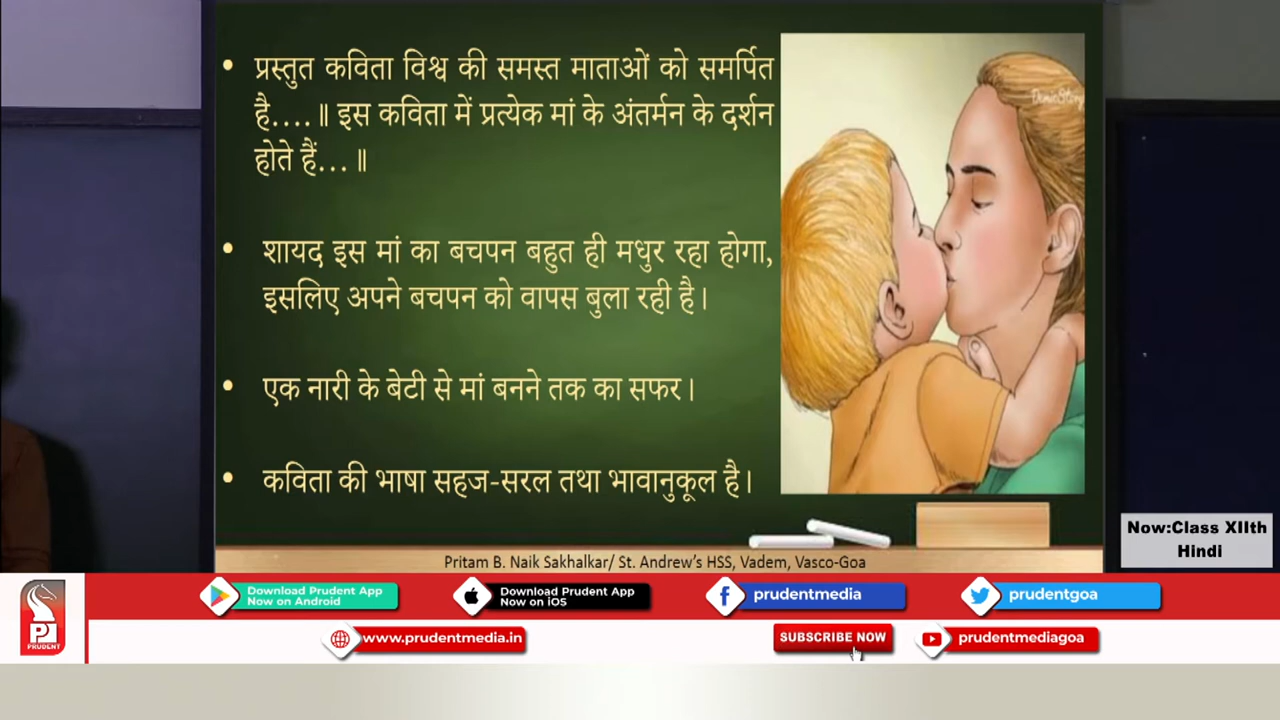 • प्रस्तुत कविता विश्व की समस्त माताओं को समर्पित
है.... ॥ इस कविता में प्रत्येक मां के अंतर्मन के दर्शन
होते हैं... ॥
• शायद इस मां का बचपन बहुत ही मधुर रहा होगा,
इसलिए अपने बचपन को वापस बुला रही है।
• एक नारी के बेटी से मां बनने तक का सफर।
• कविता की भाषा सहज-सरल तथा भावानुकूल है।
Pritam B. Naik Sakhalkar/ St. Andrew's HSS, Vadem, Vasco-Goa
Now:Class XIIth
Hindi
PRUDENT
Download Prudent App
Now on Android
Download Prudent App
Now on iOS
prudentmedia
prudentgoa
www.prudentmedia.in
SUBSCRIBE NOW
prudentmediagoa